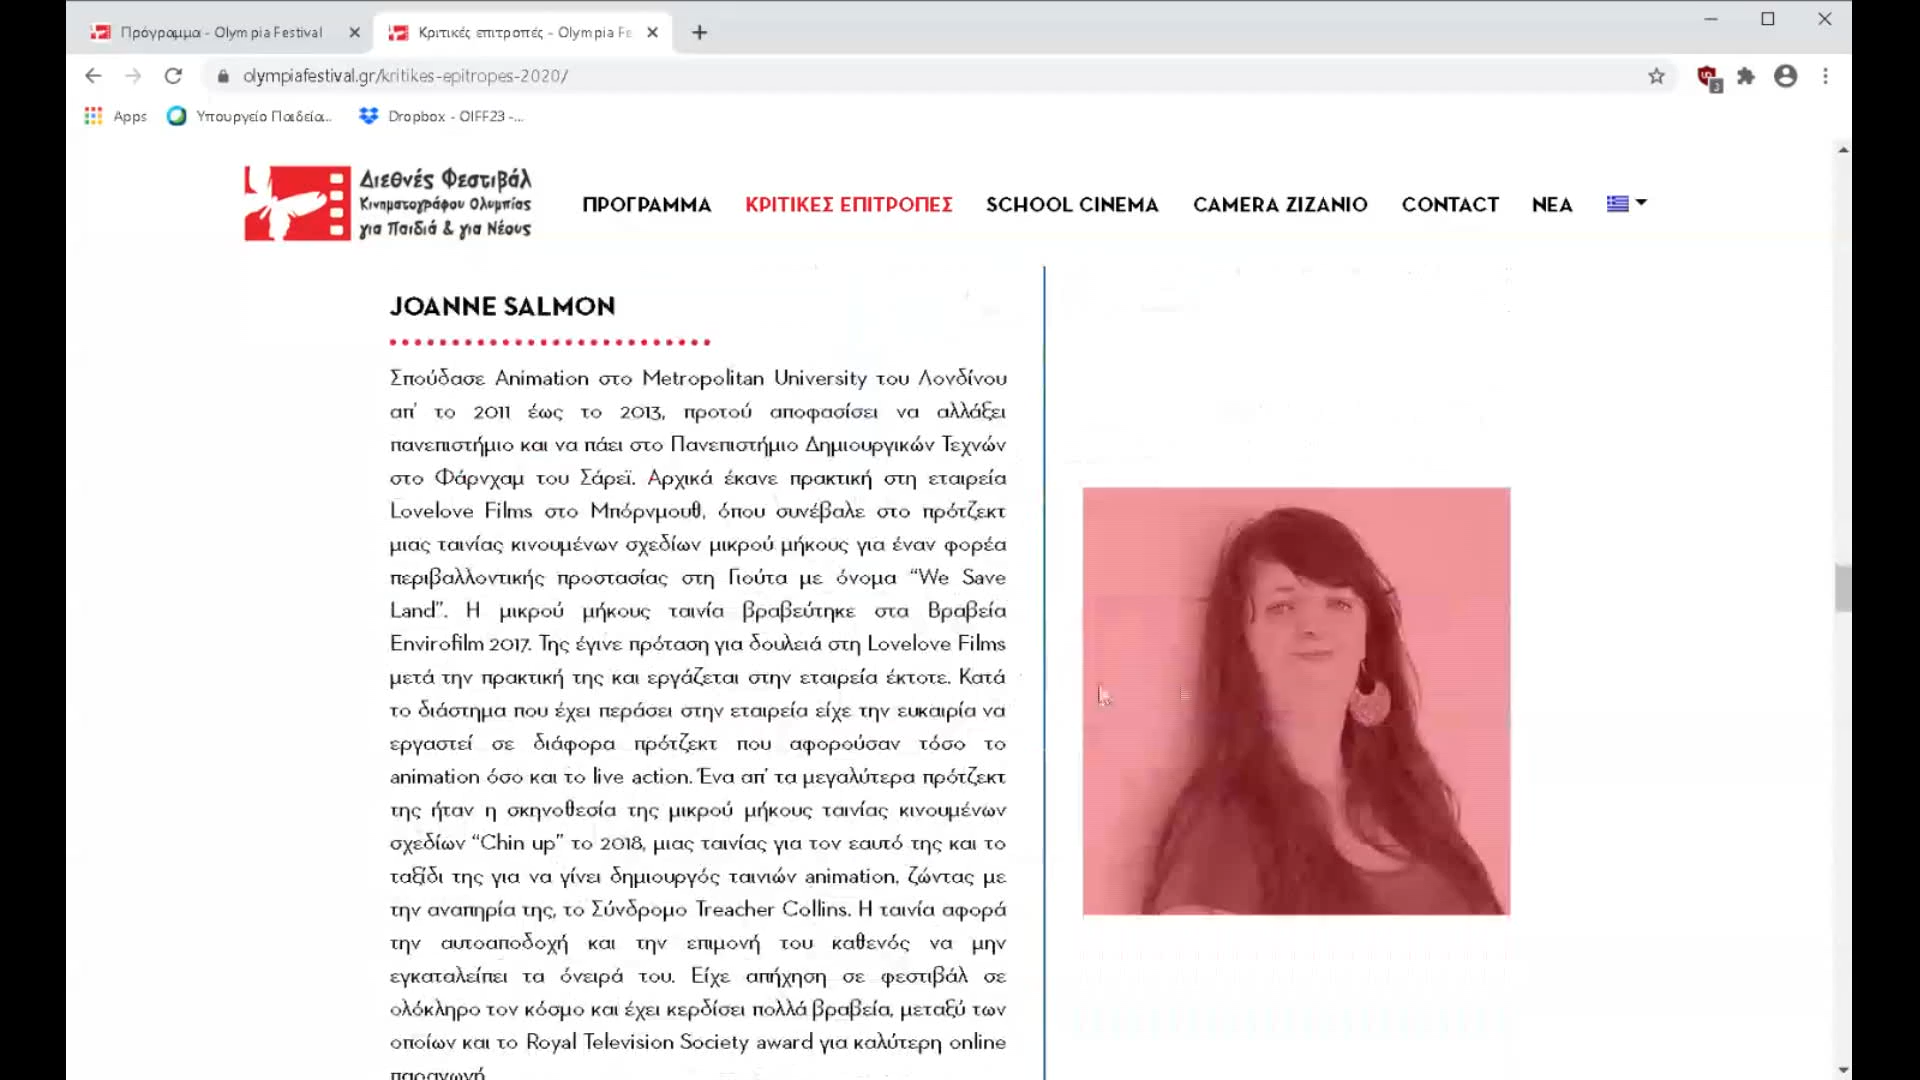 Πρόγραμμα - Olympia Festival
Κριτικές επιτροπές - Olympia Fe
olympiafestival.gr/kritikes-epitropes-2020/
3
Apps
Υπουργείο Παιδεία...
Dropbox - OIFF23 -...
Διεθνές Φεστιβάλ
Κινηματογράφου Ολυμπίας
για Παιδιά & για Νέους
ΠΡΟΓΡΑΜΜΑ ΚΡΙΤΙΚΕΣ ΕΠΙΤΡΟΠΕΣ SCHOOL CINEMA CAMERA ZIZANIO CONTACT ΝΕΑ
JOANNE SALMON
Σπούδασε Animation στο Metropolitan University του Λονδίνου
απ’ το 2011 έως το 2013, προτού αποφασίσει να αλλάξει
πανεπιστήμιο και να πάει στο Πανεπιστήμιο Δημιουργικών Τεχνών
στο Φάρνχαμ του Σάρεϊ. Αρχικά έκανε πρακτική στη εταιρεία
Lovelove Films στο Μπόρνμουθ, όπου συνέβαλε στο πρότζεκτ
μιας ταινίας κινουμένων σχεδίων μικρού μήκους για έναν φορέα
περιβαλλοντικής προστασίας στη Γιούτα με όνομα “We Save
Land”. Η μικρού μήκους ταινία βραβεύτηκε στα Βραβεία
Envirofilm 2017. Της έγινε πρόταση για δουλειά στη Lovelove Films
μετά την πρακτική της και εργάζεται στην εταιρεία έκτοτε. Κατά
το διάστημα που έχει περάσει στην εταιρεία είχε την ευκαιρία να
εργαστεί σε διάφορα πρότζεκτ που αφορούσαν τόσο το
animation όσο και το live action. Ένα απ’ τα μεγαλύτερα πρότζεκτ
της ήταν η σκηνοθεσία της μικρού μήκους ταινίας κινουμένων
σχεδίων “Chin up” το 2018, μιας ταινίας για τον εαυτό της και το
ταξίδι της για να γίνει δημιουργός ταινιών animation, ζώντας με
την αναπηρία της, το Σύνδρομο Treacher Collins. Η ταινία αφορά
την αυτοαποδοχή και την επιμονή του καθενός να μην
εγκαταλείπει τα όνειρά του. Είχε απήχηση σε φεστιβάλ σε
ολόκληρο τον κόσμο και έχει κερδίσει πολλά βραβεία, μεταξύ των
οποίων και το Royal Television Society award για καλύτερη online
παραγωγή